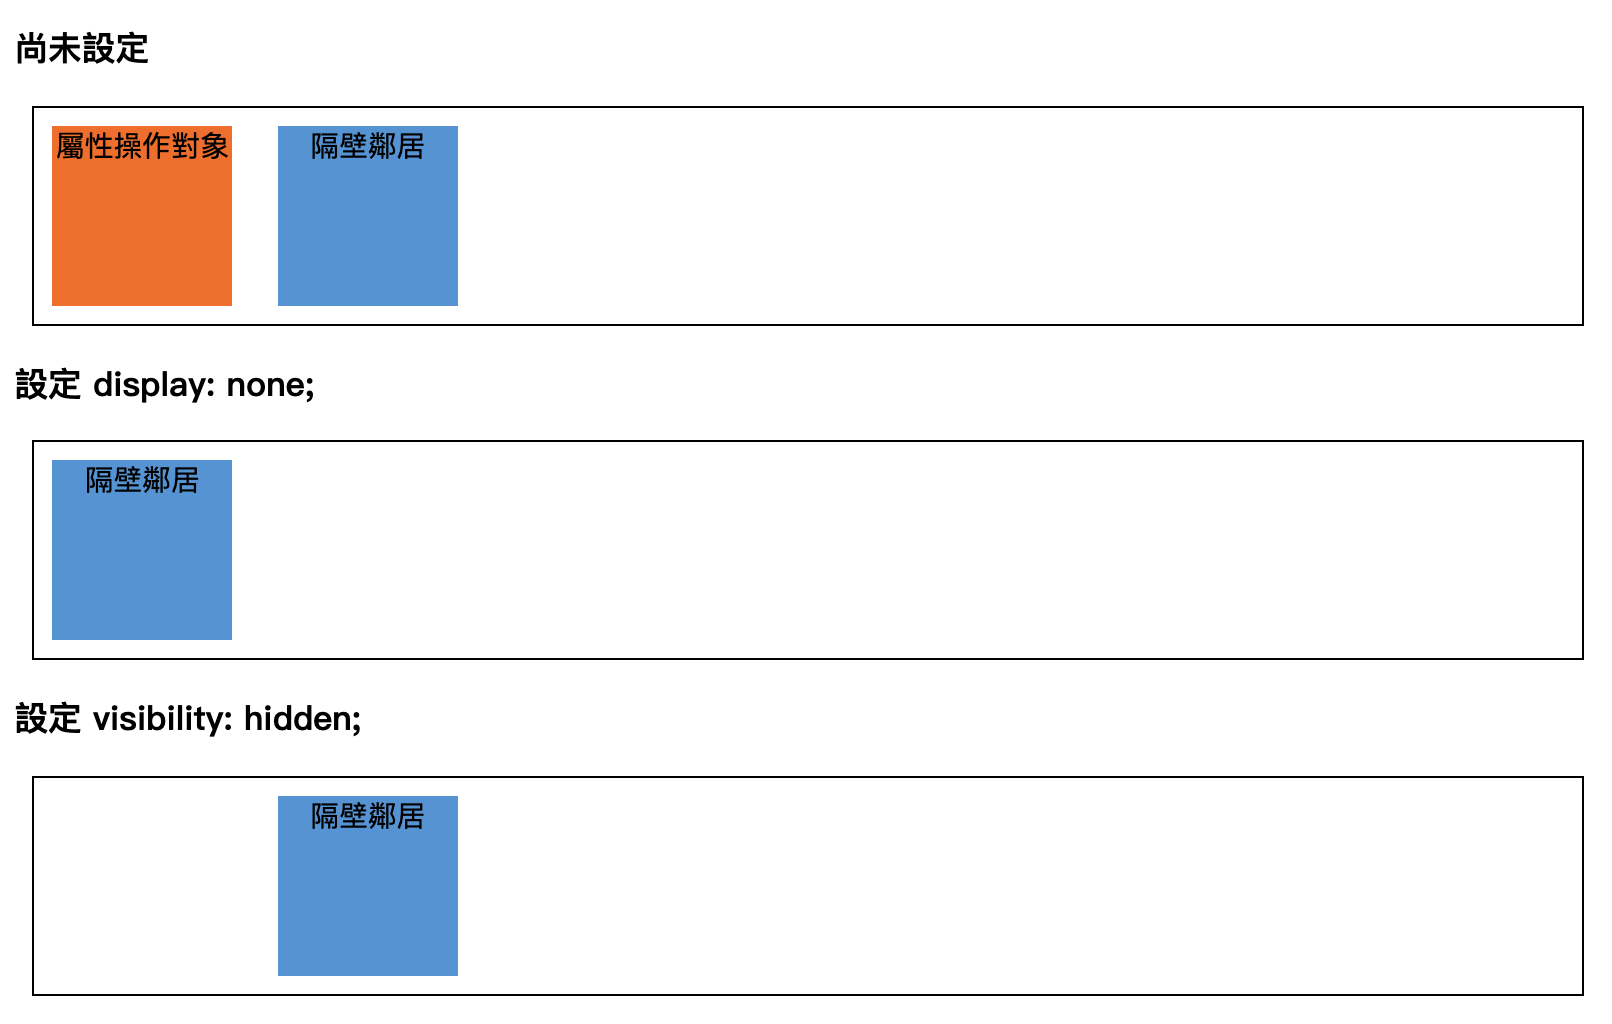 尚未設定
屬性操作對象 隔壁鄰居
設定 display: none;
隔壁鄰居
設定 visibility: hidden;
隔壁鄰居